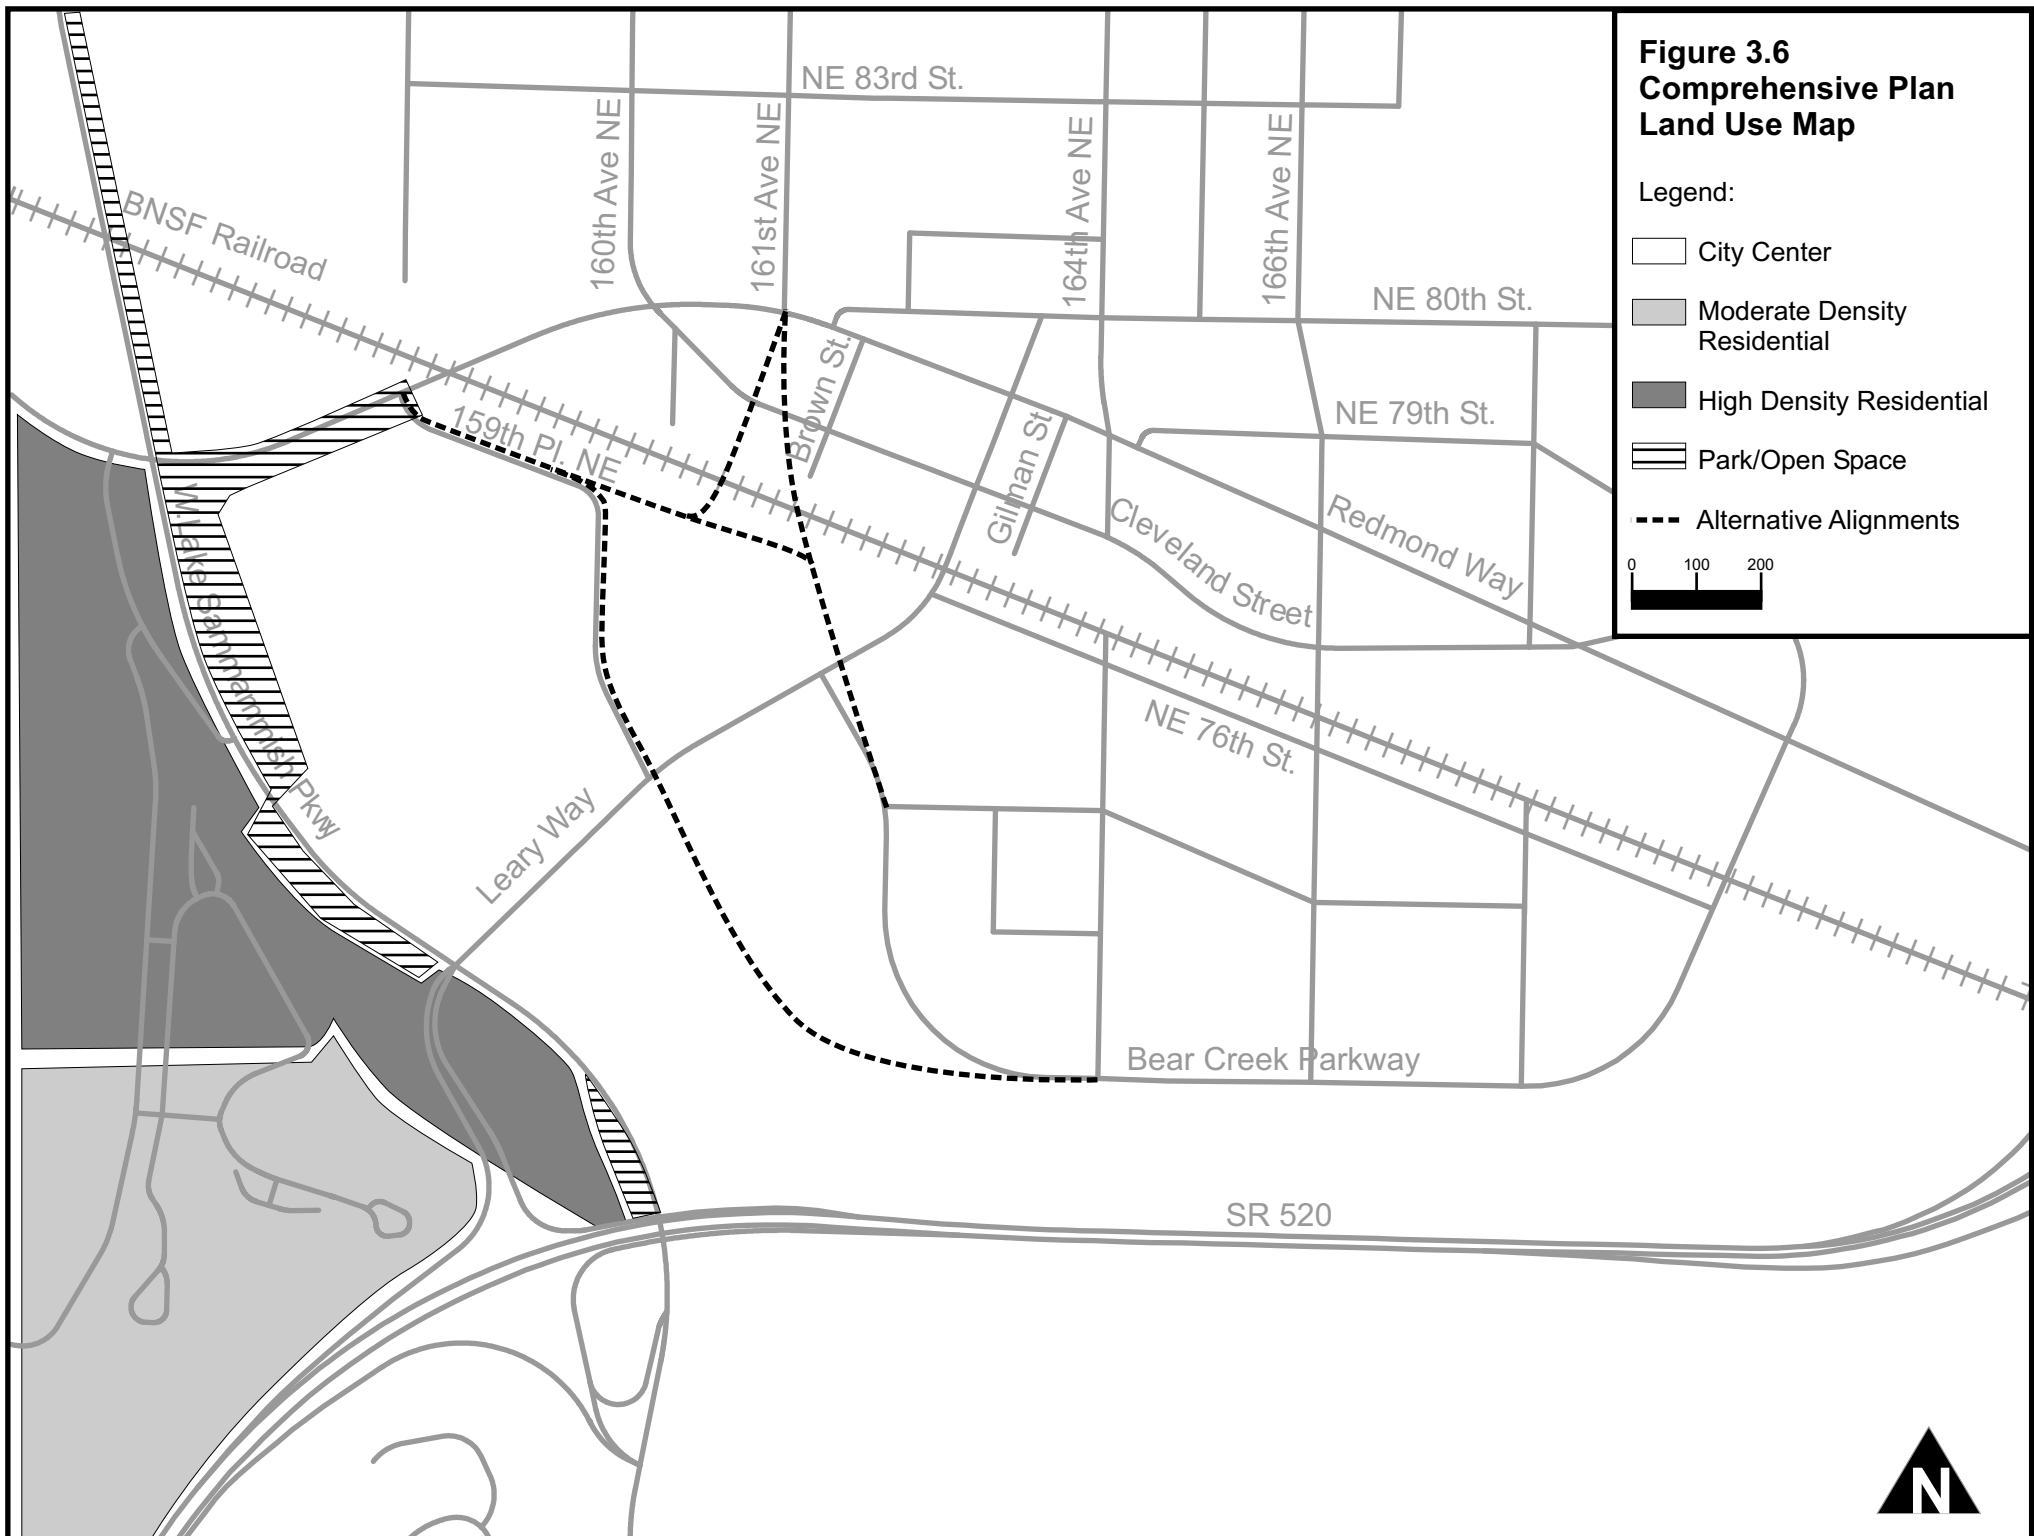 Figure 3.6
Comprehensive Plan
Land Use Map
Legend:
City Center
Moderate Density
Residential
High Density Residential
Park/Open Space
Alternative Alignments
0 100 200
NE 83rd St.
160th Ave NE
161st Ave NE
164th Ave NE
166th Ave NE
BNSF Railroad
NE 80th St.
Brown St.
159th Pl. NE
Gilman St
NE 79th St.
Redmond Way
Cleveland Street
W.lake Sammamish Pkwy
NE 76th St.
Leary Way
Bear Creek Parkway
SR 520
N